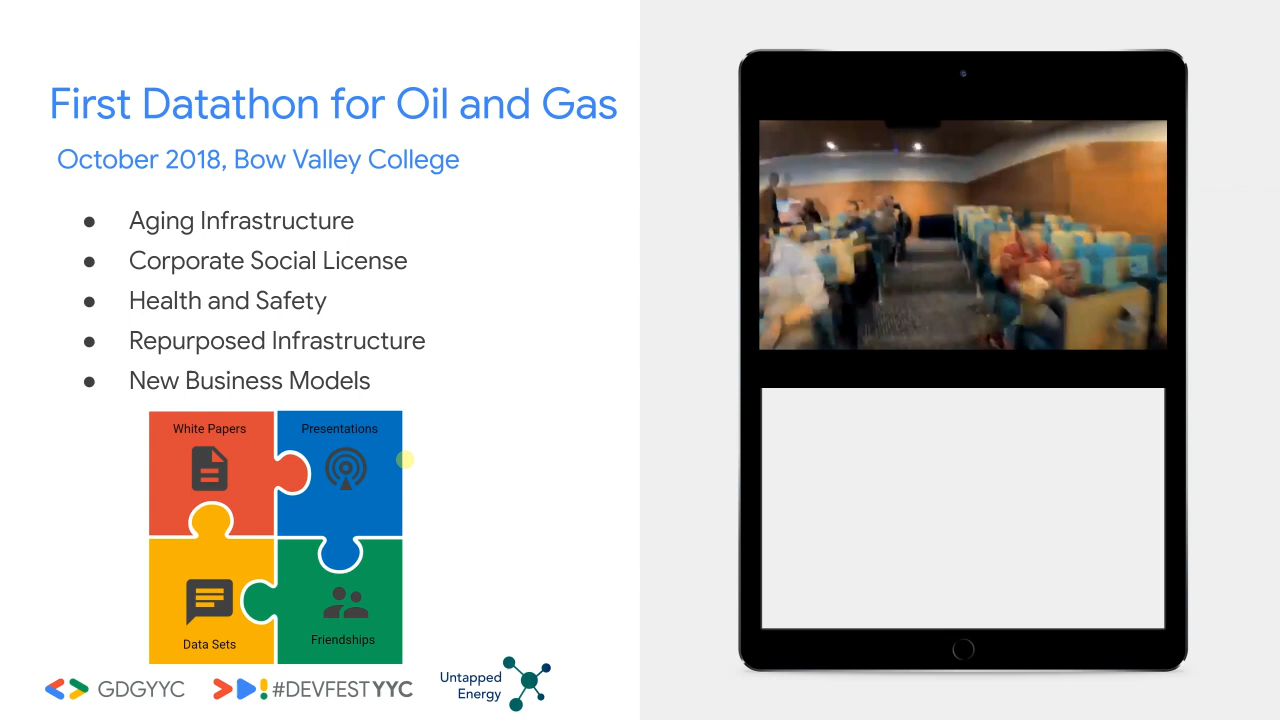 First Datathon for Oil and Gas
October 2018, Bow Valley College
● Aging Infrastructure
● Corporate Social License
● Health and Safety
● Repurposed Infrastructure
● New Business Models
White Papers
Presentations
Data Sets
Friendships
GDGYYC
#DEVFESTYYC
Untapped
Energy